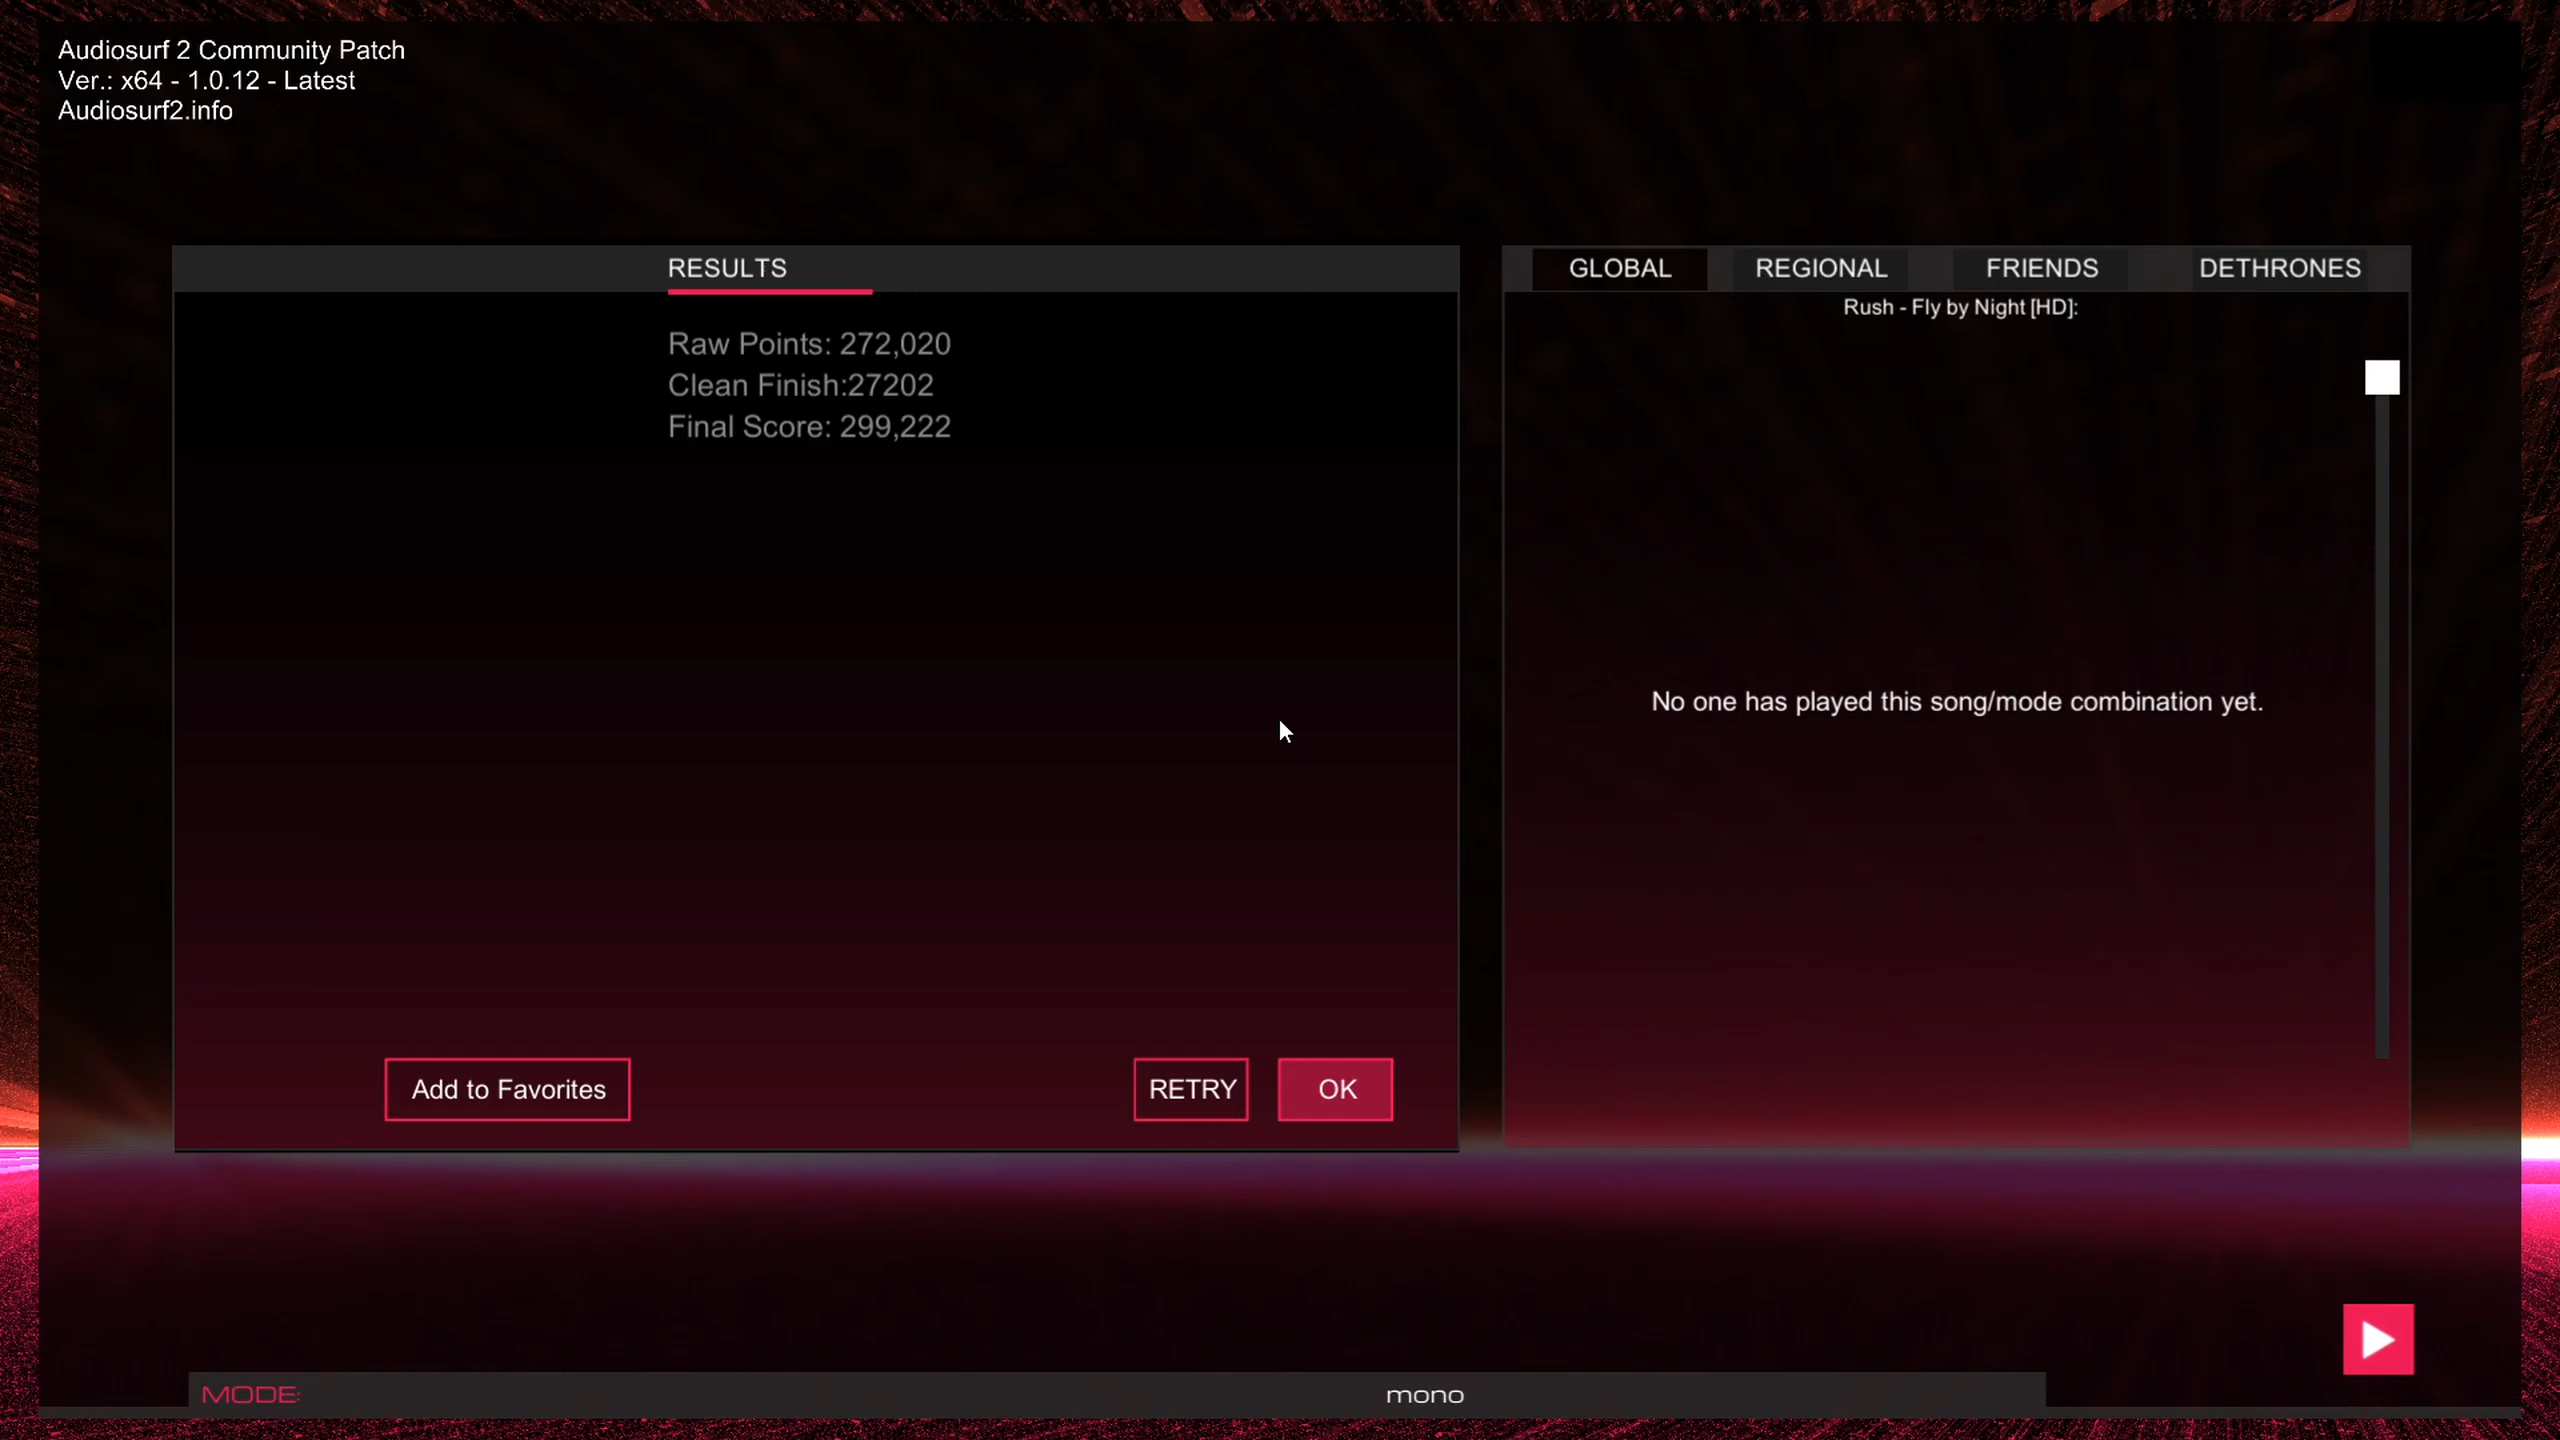 Audiosurf 2 Community Patch
Ver.: x64 - 1.0.12 - Latest
Audiosurf2.info
RESULTS
Raw Points: 272,020
Clean Finish:27202
Final Score: 299,222
Add to Favorites
RETRY
OK
GLOBAL
REGIONAL
FRIENDS
DETHRONES
Rush - Fly by Night [HD]:
No one has played this song/mode combination yet.
MODE:
mono